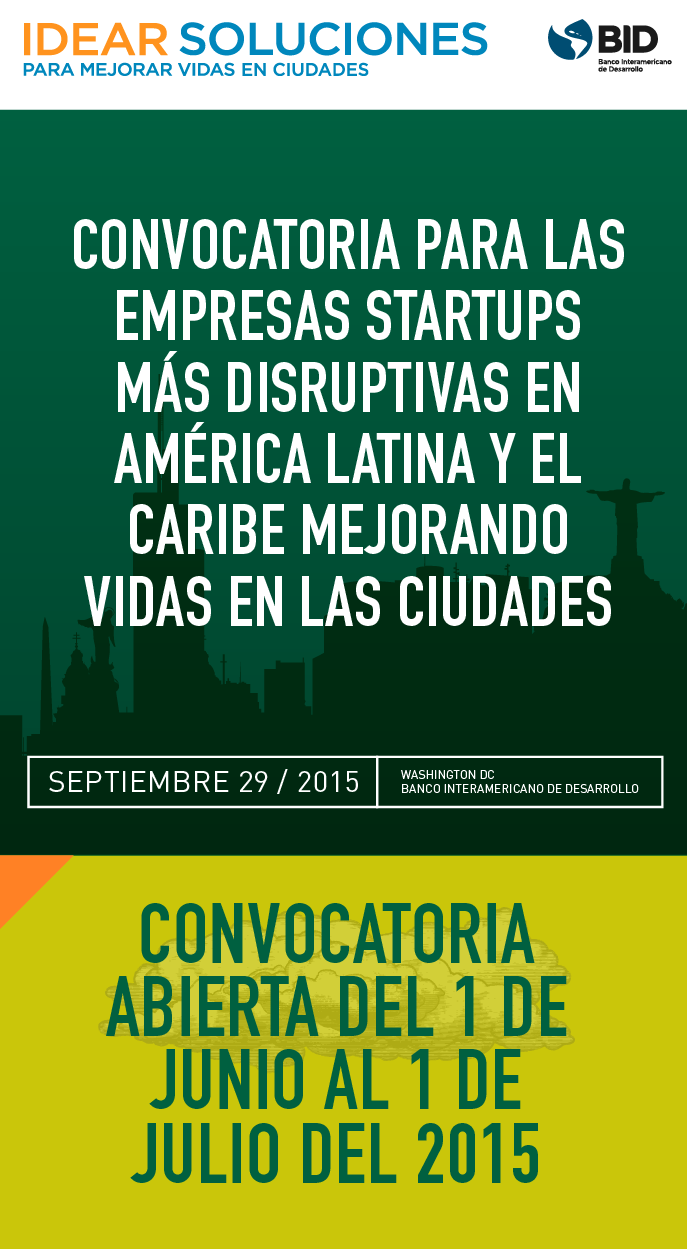 IDEAR SOLUCIONES
PARA MEJORAR VIDAS EN CIUDADES
BID
Banco Interamericano
de Desarrollo
CONVOCATORIA PARA LAS
EMPRESAS STARTUPS
MÁS DISRUPTIVAS EN
AMÉRICA LATINA Y EL
CARIBE MEJORANDO
VIDAS EN LAS CIUDADES
SEPTIEMBRE 29 / 2015
WASHINGTON DC
BANCO INTERAMERICANO DE DESARROLLO
CONVOCATORIA
ABIERTA DEL 1 DE
JUNIO AL 1 DE
JULIO DEL 2015